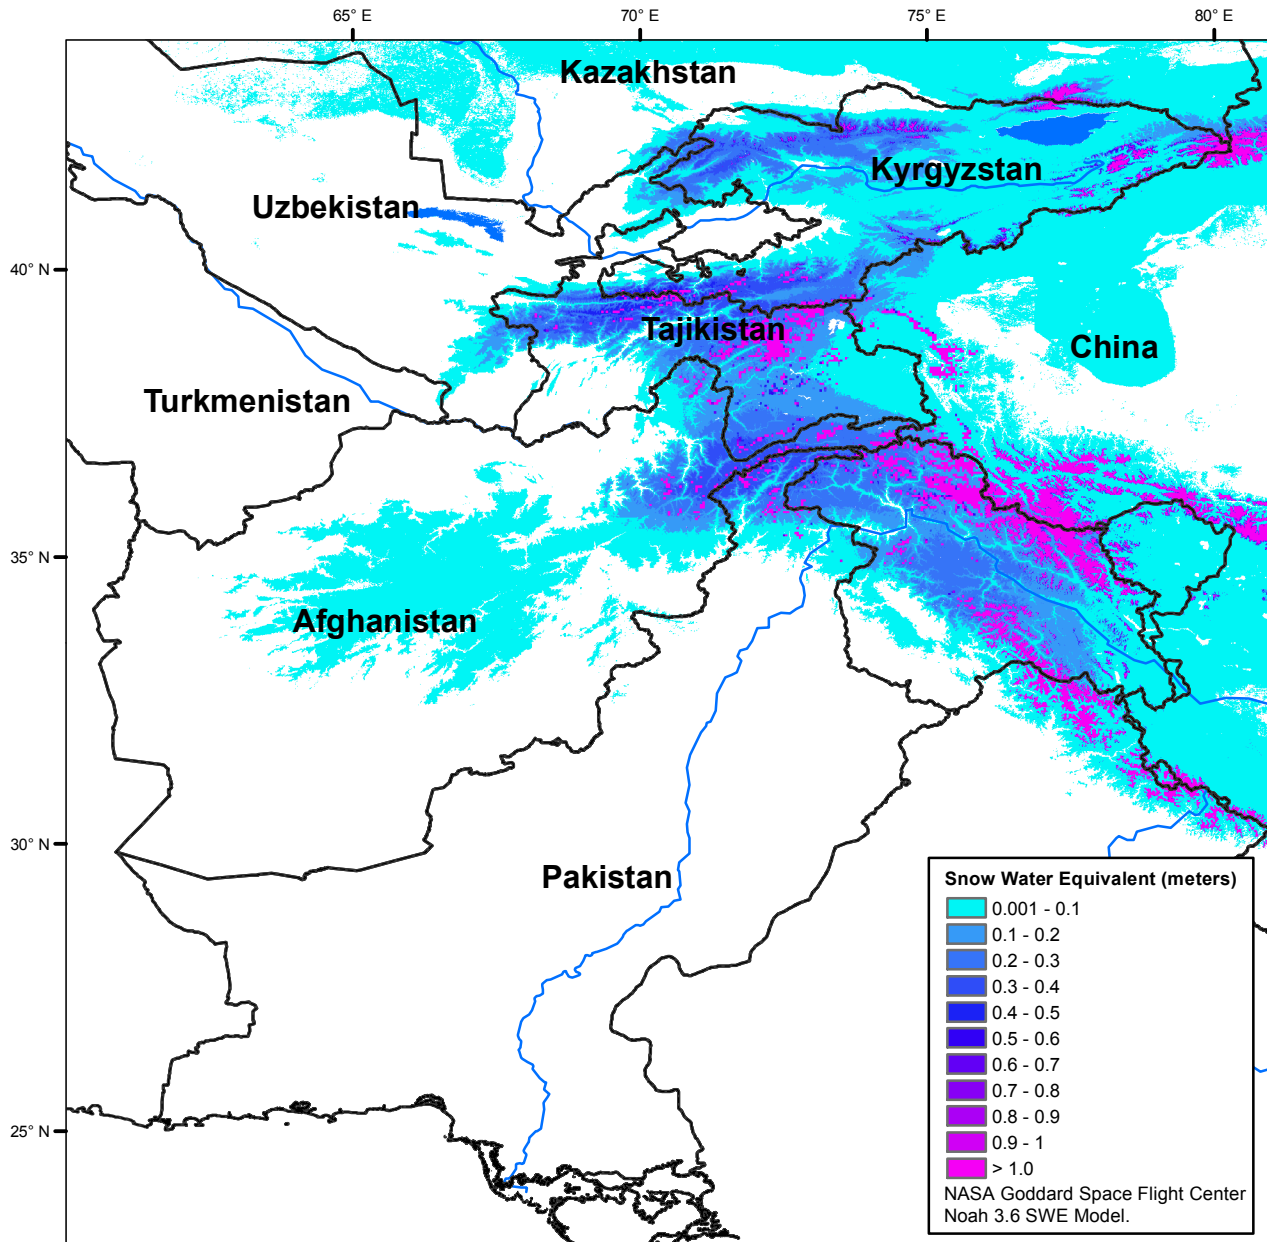 65° E
70° E
75° E
80° E
Kazakhstan
Kyrgyzstan
Uzbekistan
40° N
Tajikistan
China
Turkmenistan
35° N
Afghanistan
30° N
Pakistan
25° N
Snow Water Equivalent (meters)
0.001 - 0.1
0.1 - 0.2
0.2 - 0.3
0.3 - 0.4
0.4 - 0.5
0.5 - 0.6
0.6 - 0.7
0.7 - 0.8
0.8 - 0.9
0.9 - 1
> 1.0
NASA Goddard Space Flight Center
Noah 3.6 SWE Model.